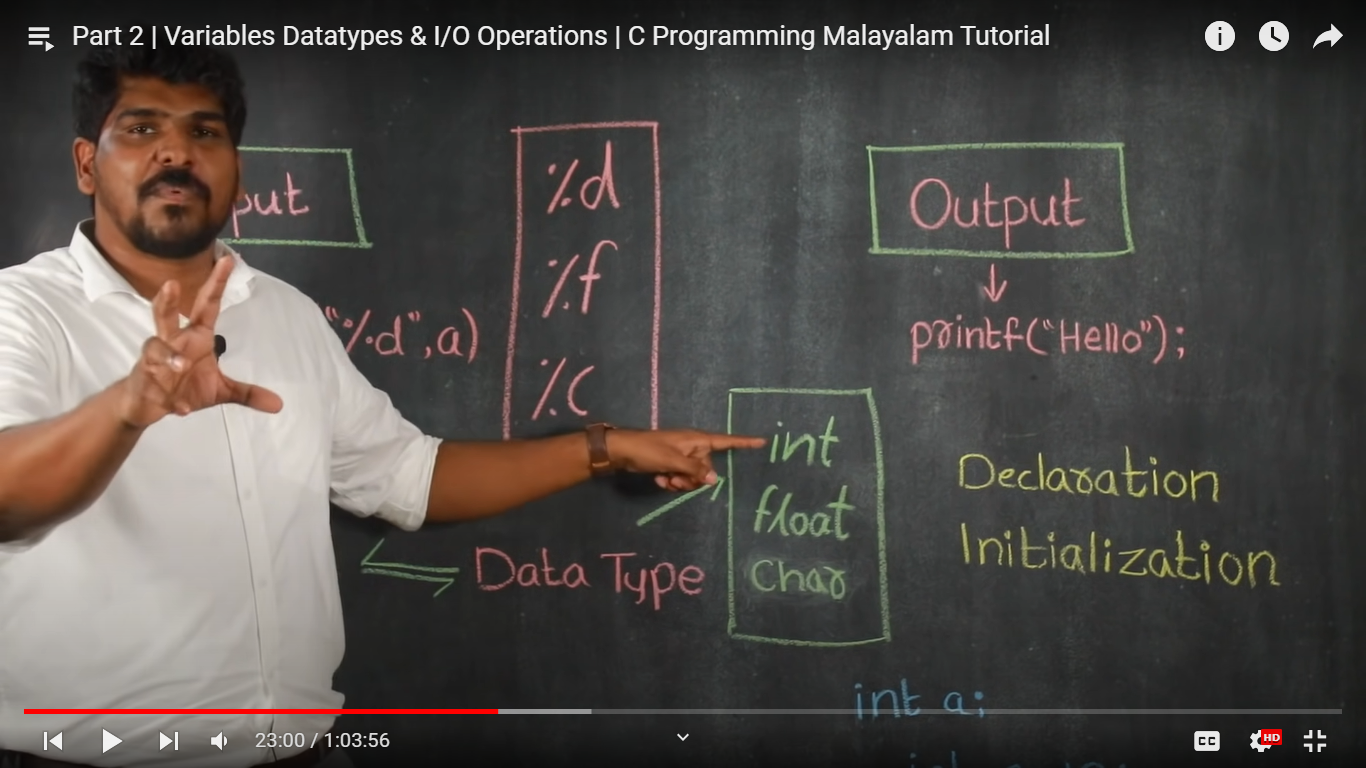 Part 2 | Variables Datatypes & I/O Operations | C Programming Malayalam Tutorial
put
%d
%f
%c
Output
"%d",a)
printf("Hello");
int
float
char
Data Type
Declaration
Initialization
int a;
23:00 / 1:03:56
CC
HD